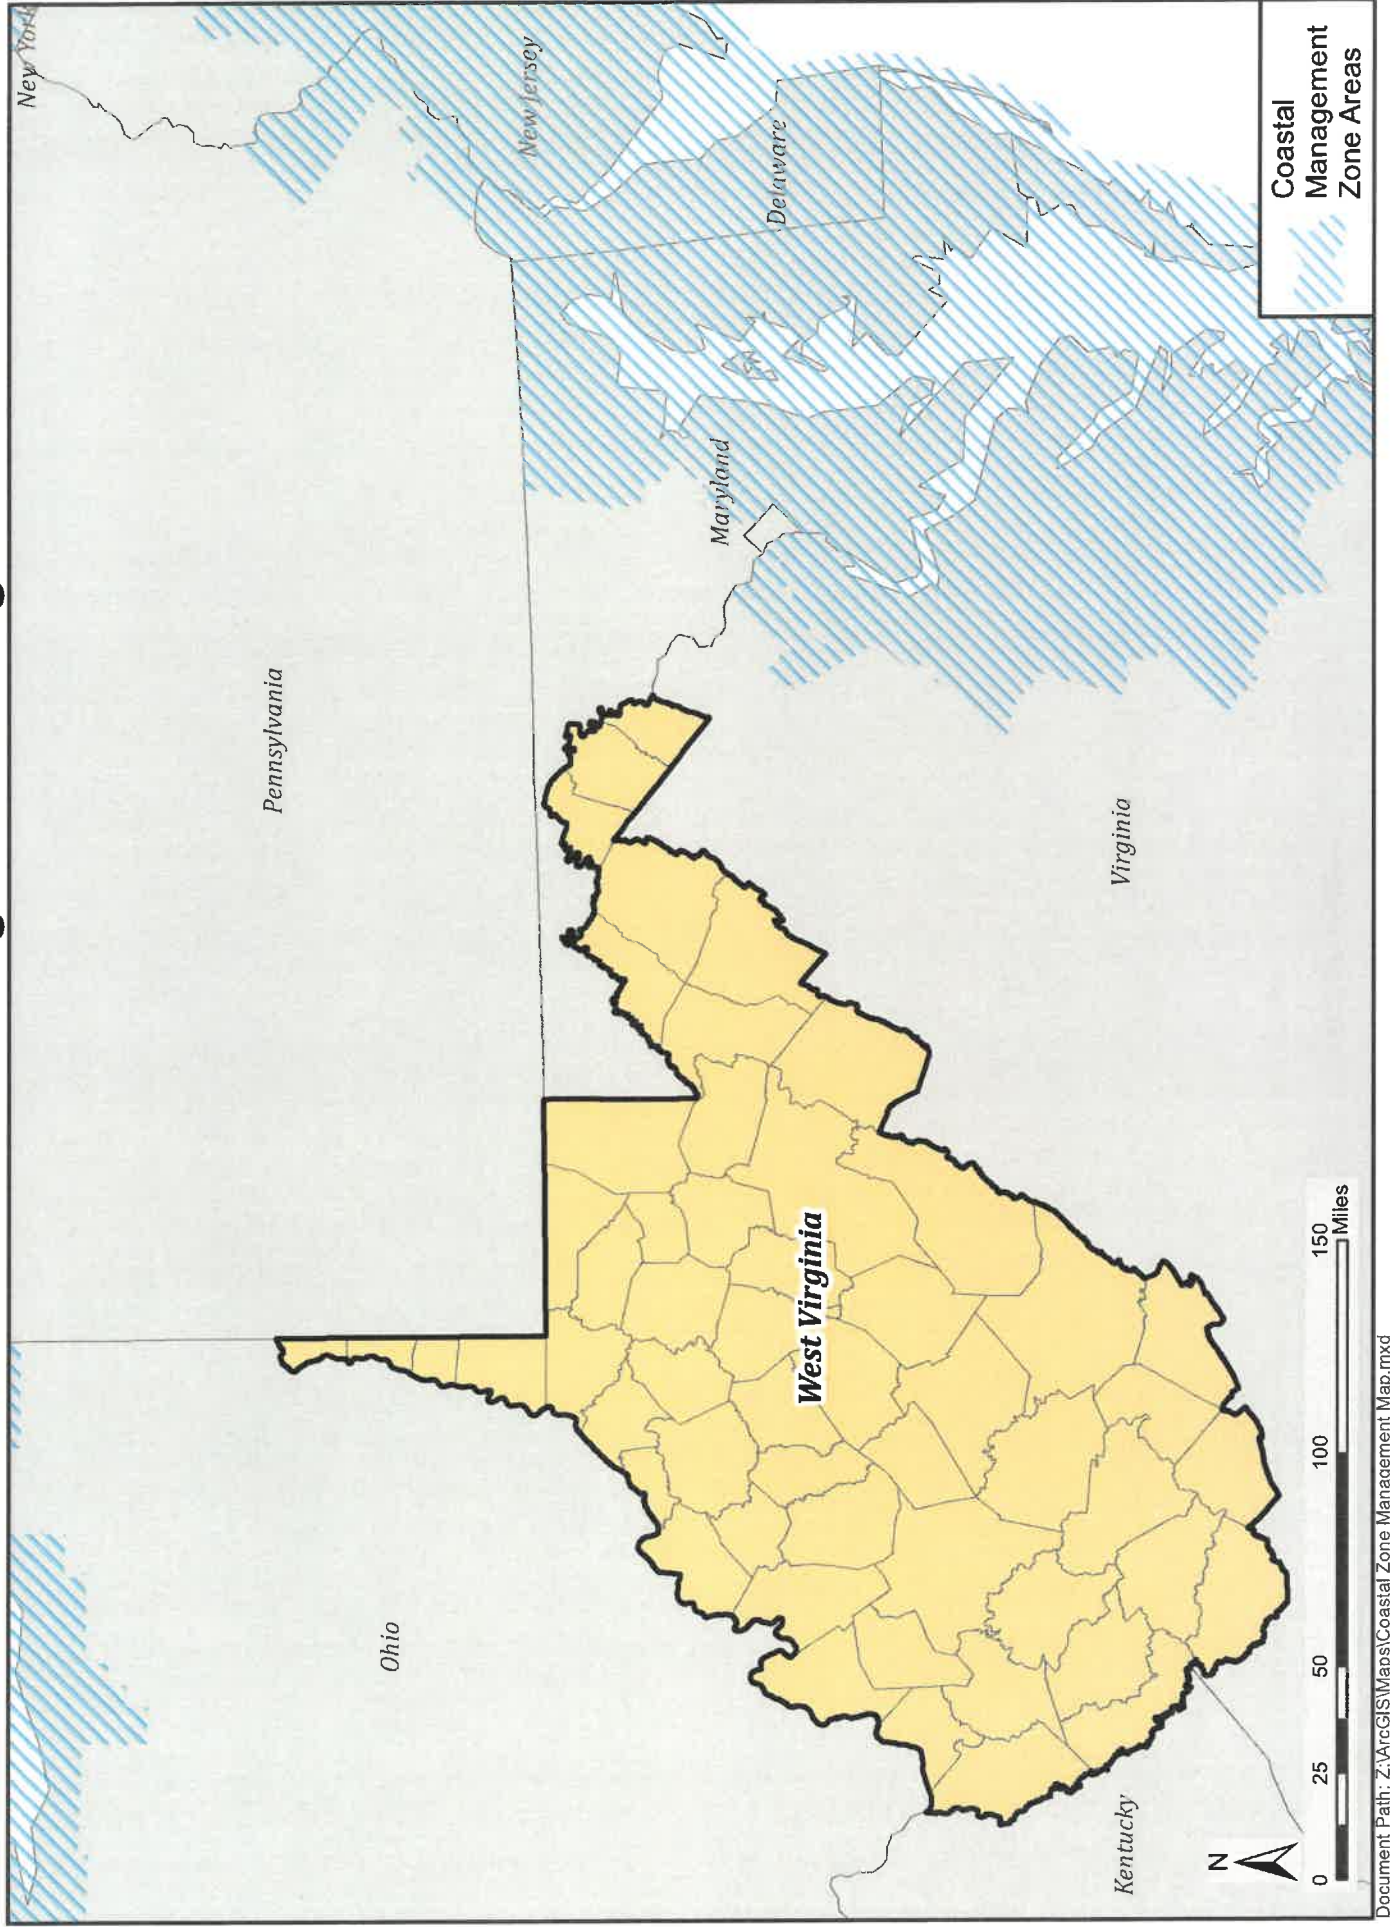 New York
Pennsylvania
New Jersey
Ohio
Maryland
Delaware
West Virginia
Virginia
Kentucky
N
0 25 50 100 150
Miles
Coastal
Management
Zone Areas
Document Path: Z:\ArcGIS\Maps\Coastal Zone Management Map.mxd